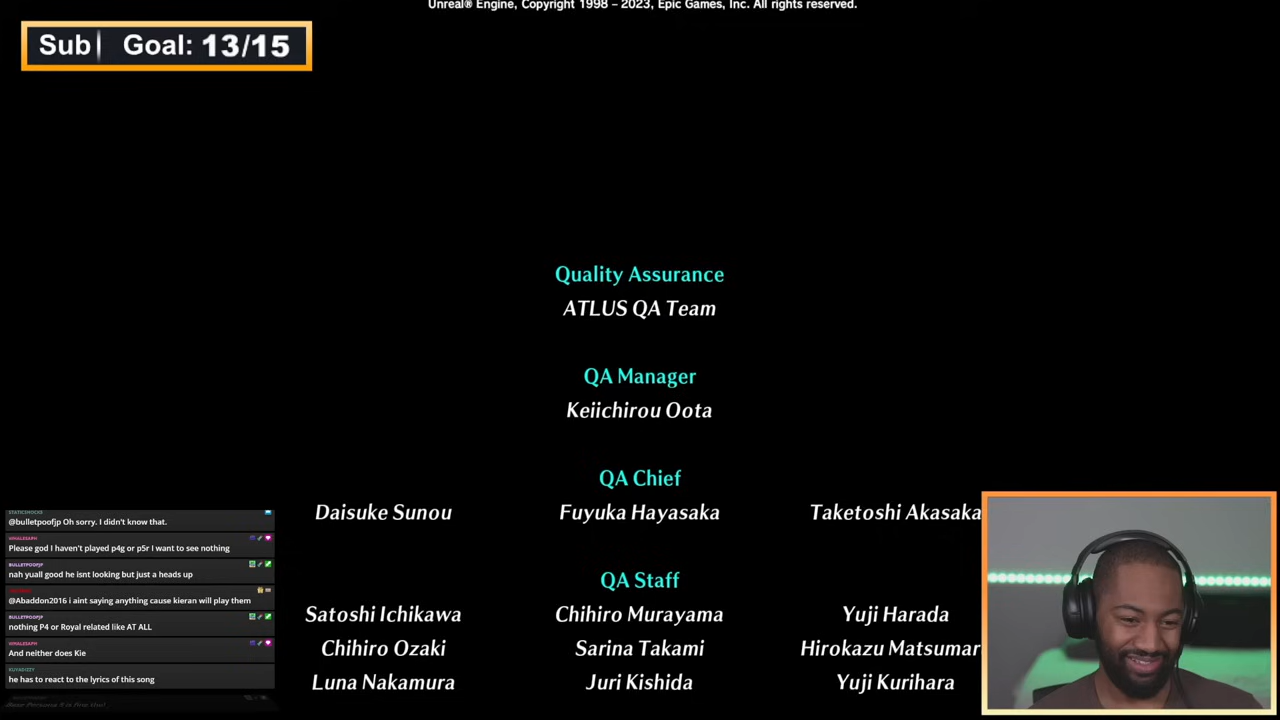 Unreal® Engine, Copyright 1998 – 2023, Epic Games, Inc. All rights reserved.
Sub Goal: 13/15
Quality Assurance
ATLUS QA Team
QA Manager
Keiichirou Oota
QA Chief
Daisuke Sunou Fuyuka Hayasaka Taketoshi Akasaka
QA Staff
Satoshi Ichikawa Chihiro Murayama Yuji Harada
Chihiro Ozaki Sarina Takami Hirokazu Matsumar
Luna Nakamura Juri Kishida Yuji Kurihara
@bulletpoofjp Oh sorry. I didn't know that.
WHALESAPH
Please god I haven't played p4g or p5r I want to see nothing
BULLETPOOFJP
nah yuall good he isnt looking but just a heads up
@Abaddon2016 i aint saying anything cause kieran will play them
BULLETPOOFJP
nothing P4 or Royal related like AT ALL
WHALESAPH
And neither does Kie
he has to react to the lyrics of this song